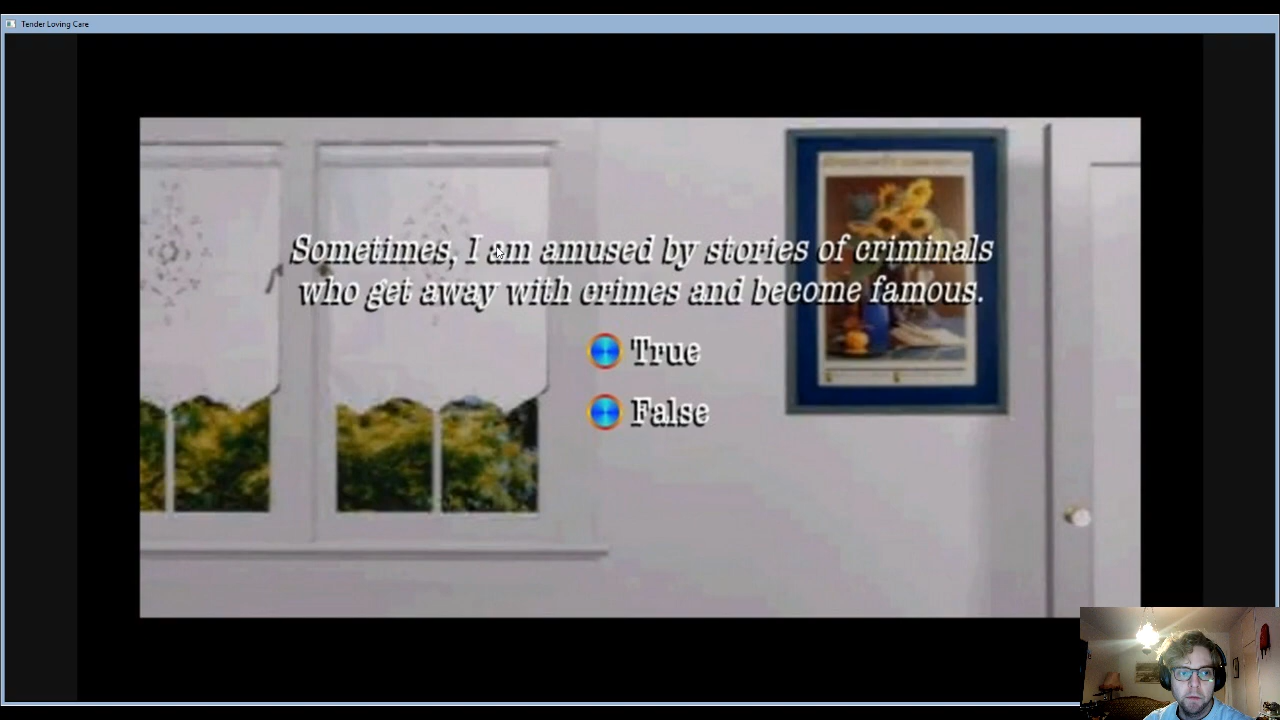 Tender Loving Care
Sometimes, I am amused by stories of criminals
who get away with crimes and become famous.
True
False